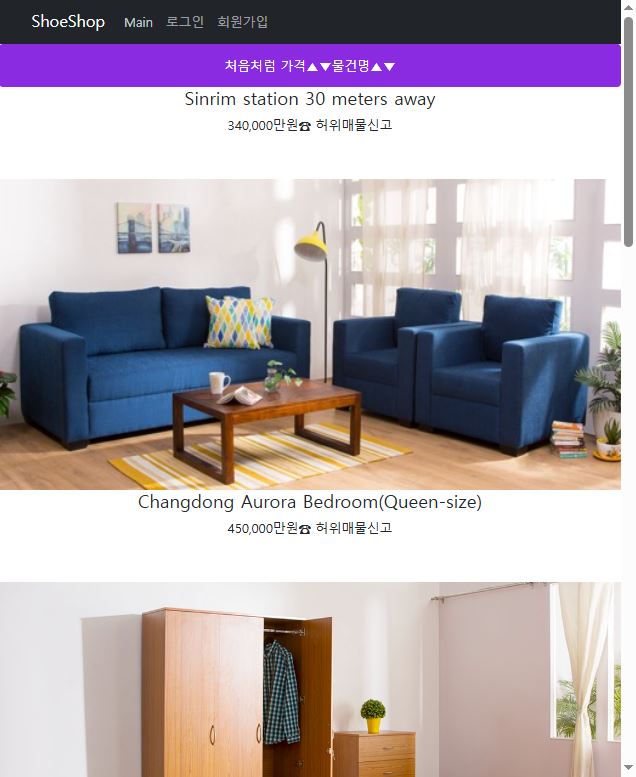 ShoeShop Main 로그인 회원가입
처음처럼 가격▲▼물건명▲▼
Sinrim station 30 meters away
340,000만원☎ 허위매물신고
Changdong Aurora Bedroom(Queen-size)
450,000만원☎ 허위매물신고